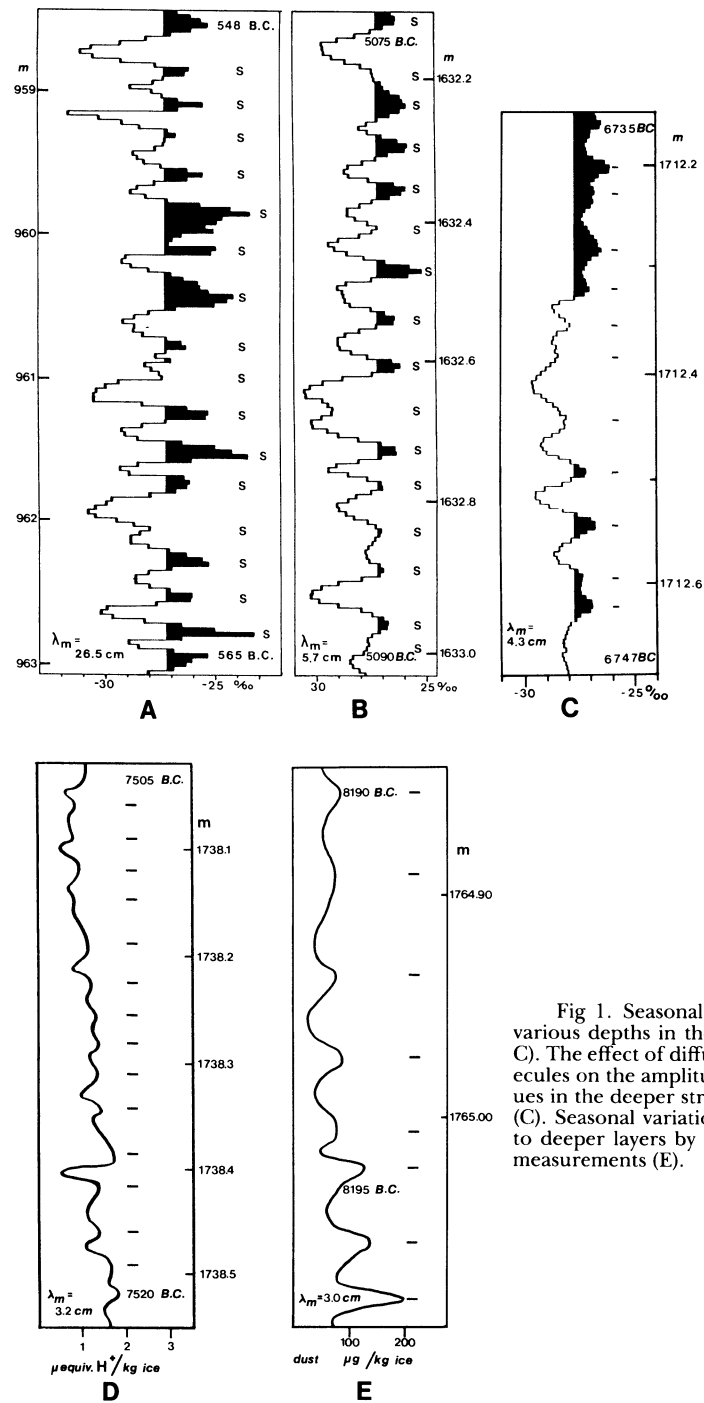 548 B.C.
m
959
S
S
S
S
960
S
S
S
S
961
S
S
S
S
962
S
S
S
S
λm=
26.5 cm
565 B.C.
963
-30
-25 ‰
A
S
5075 B.C.
S
1632.2
S
S
S
S
1632.4
S
S
1632.6
S
S
S
S
1632.8
S
S
S
S
λm=
5.7 cm
5090 B.C.
1633.0
30
25‰
B
6735 BC
m
1712.2
1712.4
1712.6
λm=
4.3 cm
6747 BC
-30
-25 ‰
C
7505 B.C.
m
1738.1
1738.2
1738.3
1738.4
1738.5
λm=
3.2 cm
7520 B.C.
1
2
3
μequiv. H⁺/kg ice
D
8190 B.C.
m
1764.90
1765.00
8195 B.C.
λm=3.0 cm
100
200
dust μg /kg ice
E
Fig 1. Seasonal
various depths in th
C). The effect of diff
ecules on the amplitu
ues in the deeper str
(C). Seasonal variatio
to deeper layers by
measurements (E).